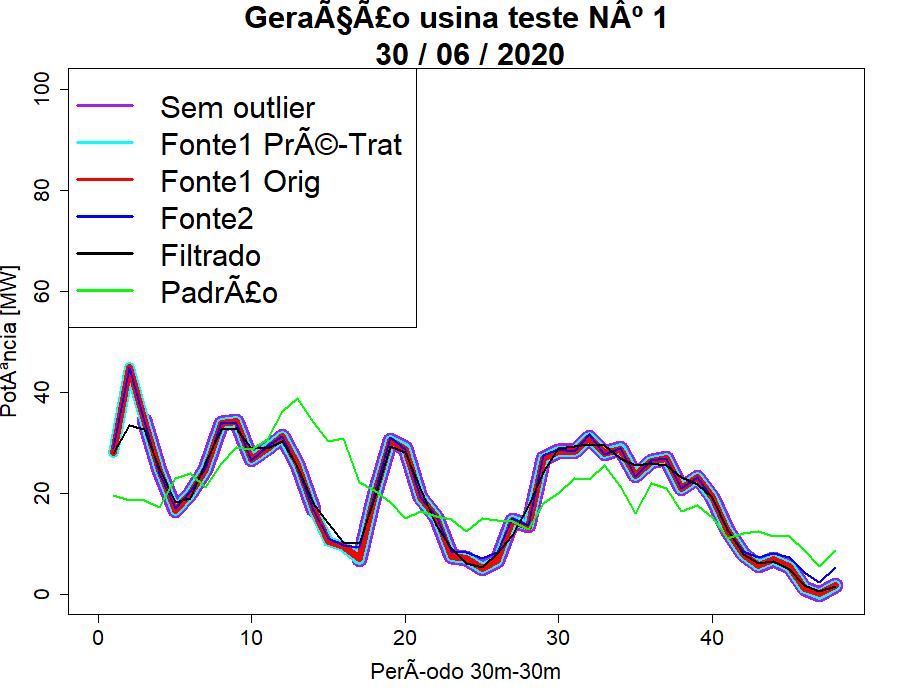 GeraÃ§Ã£o usina teste NÂº 1
30 / 06 / 2020
Sem outlier
Fonte1 PrÃ©-Trat
Fonte1 Orig
Fonte2
Filtrado
PadrÃ£o
PotÃªncia [MW]
100
80
60
40
20
0
0 10 20 30 40
PerÃ-odo 30m-30m